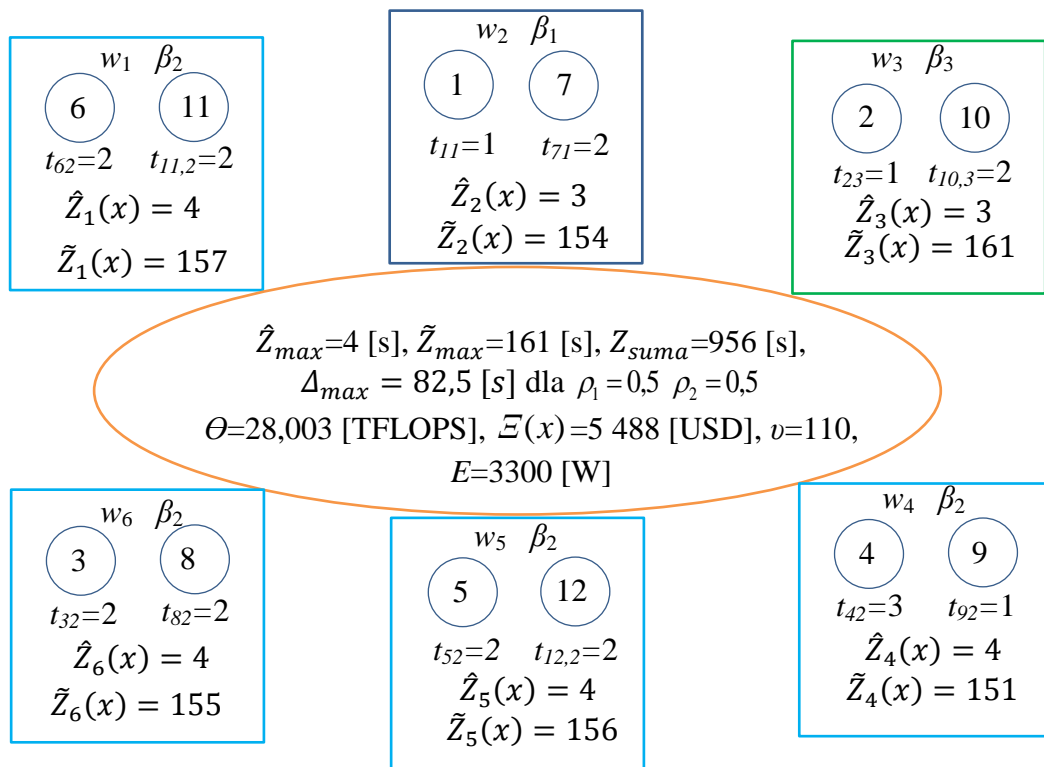 w₁ β₂
6 11
t₆₂=2 t₁₁,₂=2
Ẑ₁(x) = 4
Z̃₁(x) = 157
w₂ β₁
1 7
t₁₁=1 t₇₁=2
Ẑ₂(x) = 3
Z̃₂(x) = 154
w₃ β₃
2 10
t₂₃=1 t₁₀,₃=2
Ẑ₃(x) = 3
Z̃₃(x) = 161
Ẑₘₐₓ=4 [s], Z̃ₘₐₓ=161 [s], Z_suma=956 [s],
Δₘₐₓ = 82,5 [s] dla ρ₁ = 0,5 ρ₂ = 0,5
Θ=28,003 [TFLOPS], Ξ(x)=5 488 [USD], υ=110,
E=3300 [W]
w₆ β₂
3 8
t₃₂=2 t₈₂=2
Ẑ₆(x) = 4
Z̃₆(x) = 155
w₅ β₂
5 12
t₅₂=2 t₁₂,₂=2
Ẑ₅(x) = 4
Z̃₅(x) = 156
w₄ β₂
4 9
t₄₂=3 t₉₂=1
Ẑ₄(x) = 4
Z̃₄(x) = 151